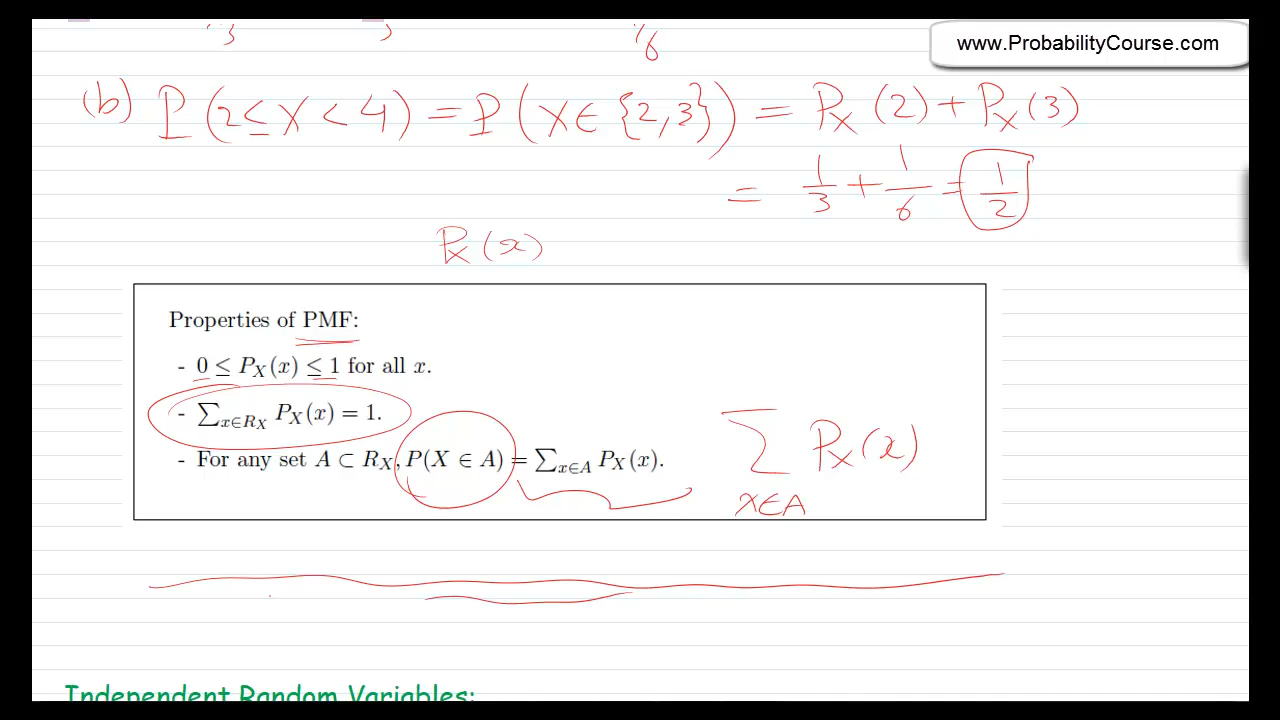 www.ProbabilityCourse.com
6
(b) P(2 ≤ X < 4) = P(X ∈ {2,3}) = P_X(2) + P_X(3)
= 1/3 + 1/6 = 1/2
P_X(x)
Properties of PMF:
- 0 ≤ P_X(x) ≤ 1 for all x.
- ∑_{x∈R_X} P_X(x) = 1.
- For any set A ⊂ R_X, P(X ∈ A) = ∑_{x∈A} P_X(x).
∑_{x∈A} P_X(x)
Independent Random Variables: